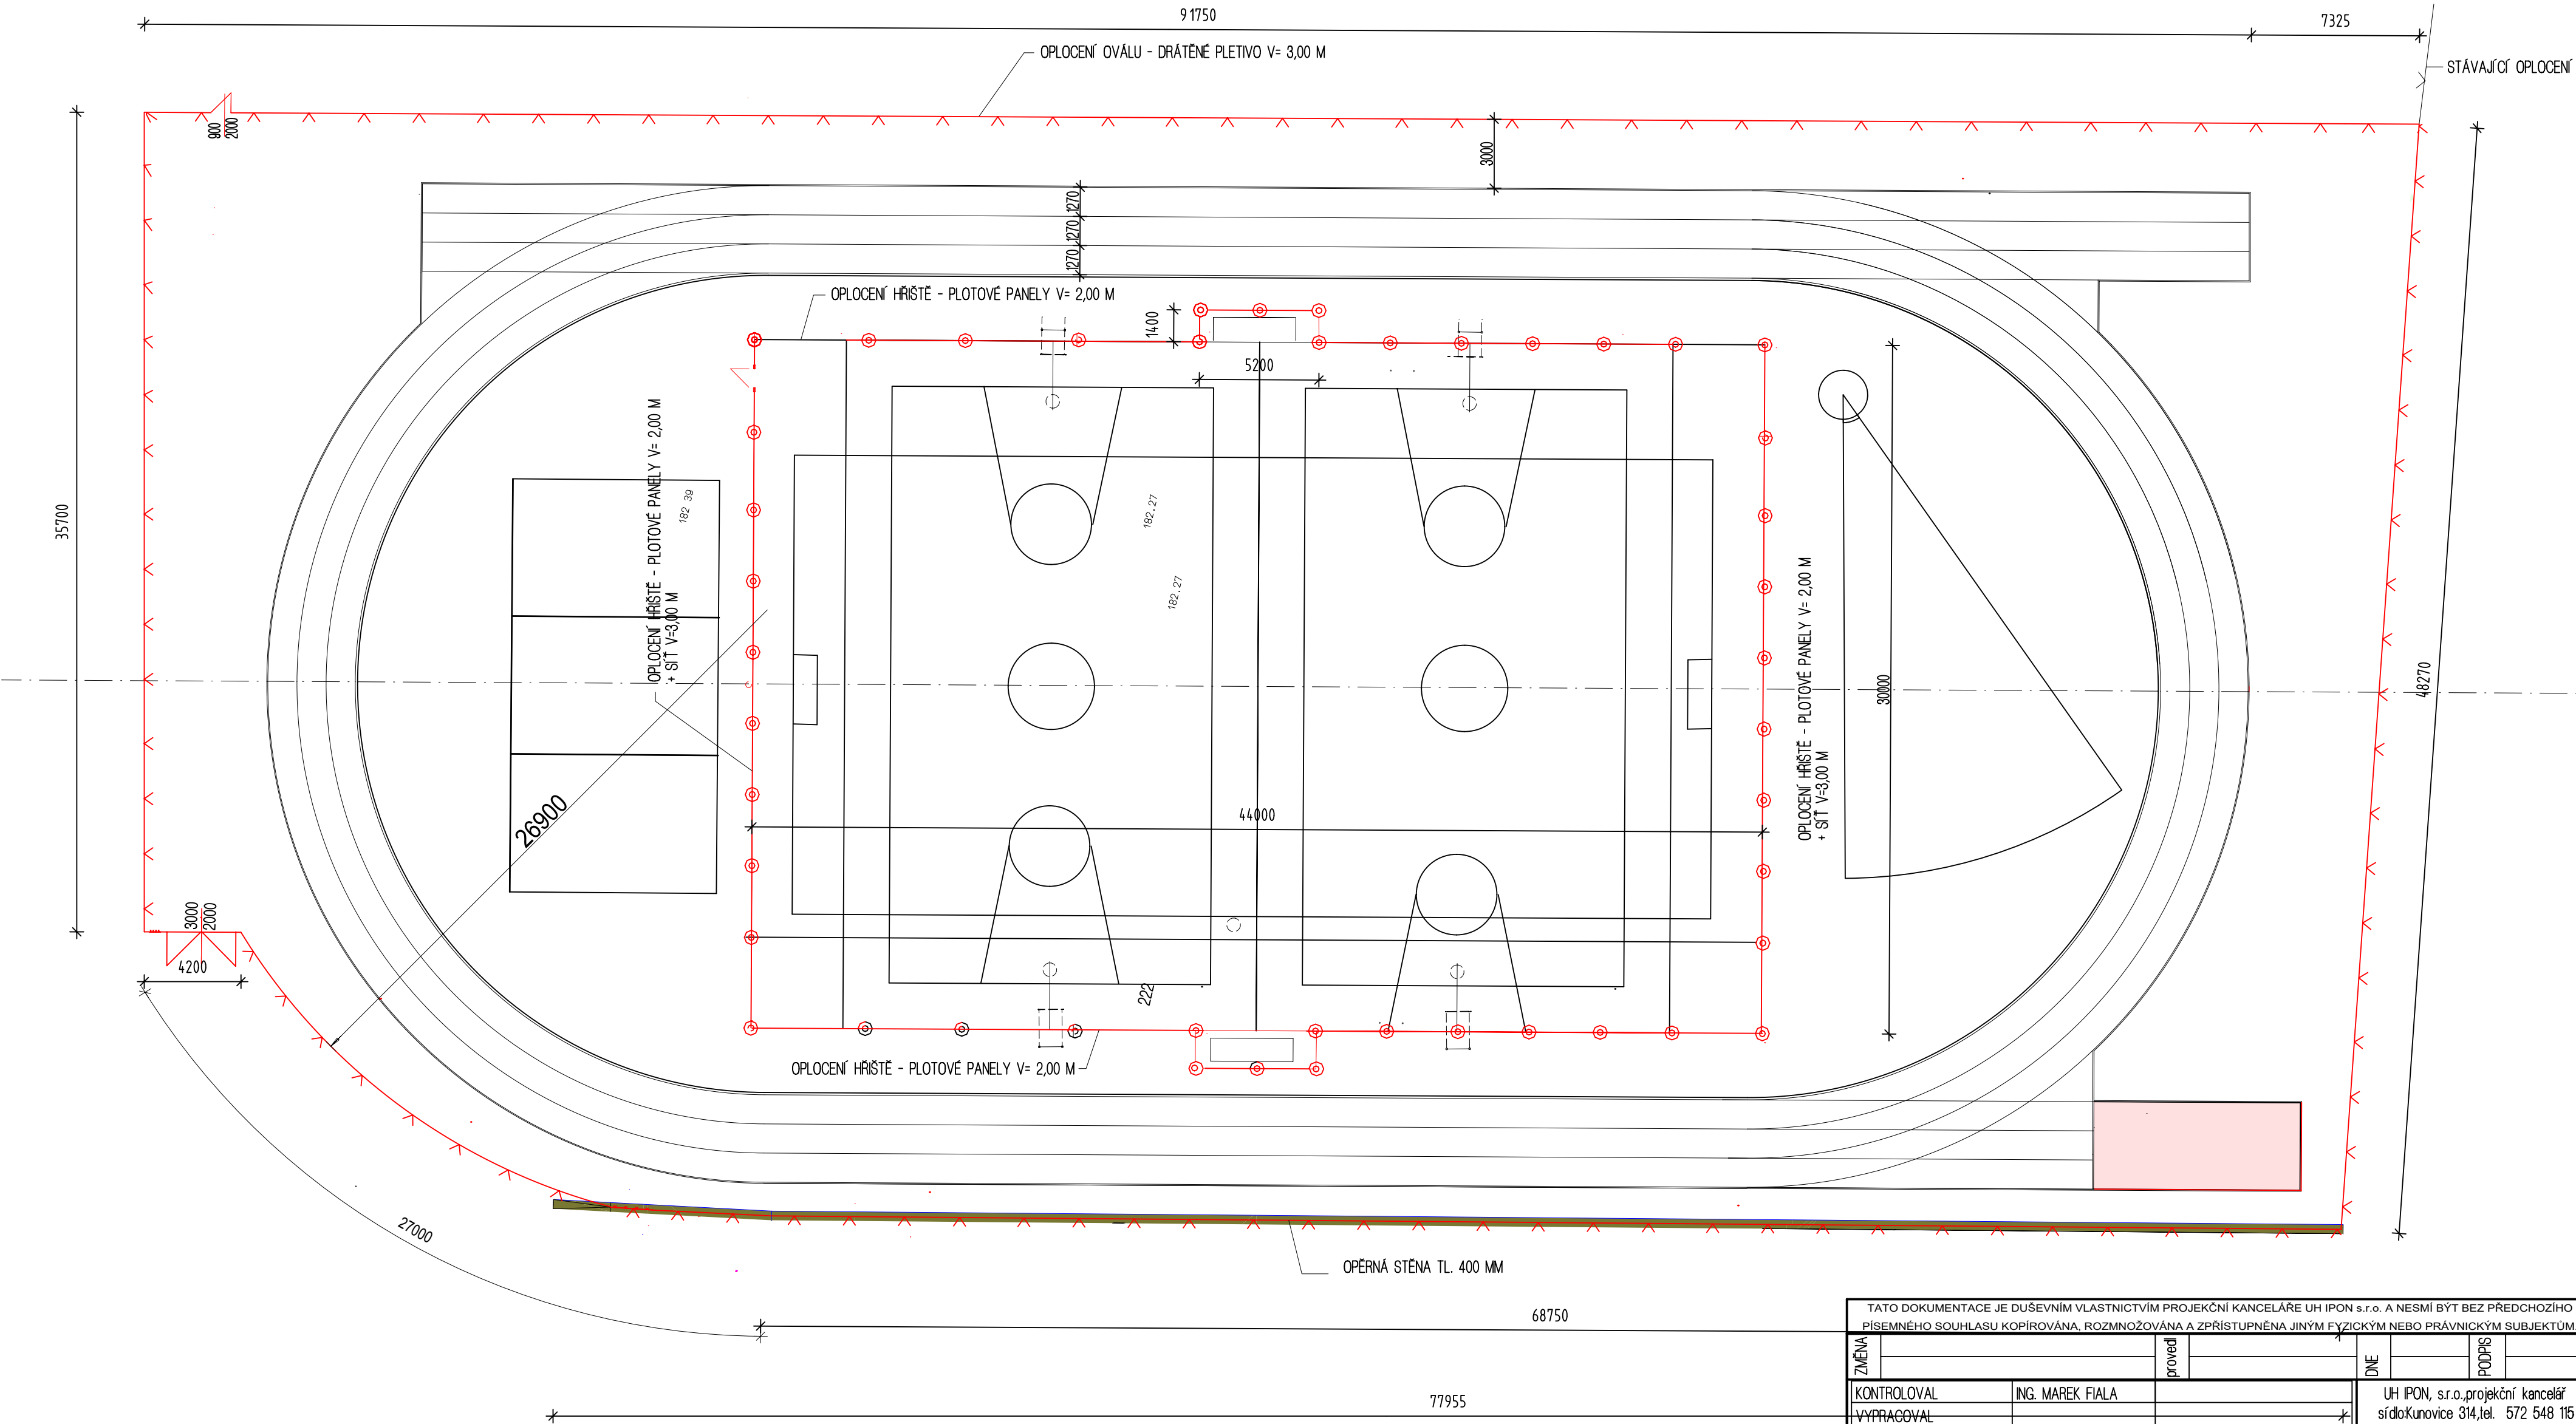 91750
7325
OPLOCENÍ OVÁLU - DRÁTĚNÉ PLETIVO V= 3,00 M
STÁVAJÍCÍ OPLOCENÍ
900
2000
3000
1270
1270
1270
OPLOCENÍ HŘIŠTĚ - PLOTOVÉ PANELY V= 2,00 M
1400
5200
35700
OPLOCENÍ HŘIŠTĚ - PLOTOVÉ PANELY V= 2,00 M
+ SÍŤ V=3,00 M
182 39
182.27
182.27
OPLOCENÍ HŘIŠTĚ - PLOTOVÉ PANELY V= 2,00 M
+ SÍŤ V=3,00 M
30000
48270
26900
44000
3000
2000
4200
222
OPLOCENÍ HŘIŠTĚ - PLOTOVÉ PANELY V= 2,00 M
27000
OPĚRNÁ STĚNA TL. 400 MM
68750
77955
TATO DOKUMENTACE JE DUŠEVNÍM VLASTNICTVÍM PROJEKČNÍ KANCELÁŘE UH IPON s.r.o. A NESMÍ BÝT BEZ PŘEDCHOZÍHO
PÍSEMNÉHO SOUHLASU KOPÍROVÁNA, ROZMNOŽOVÁNA A ZPŘÍSTUPNĚNA JINÝM FYZICKÝM NEBO PRÁVNICKÝM SUBJEKTŮM.
ZMĚNA
provedl
DNE
PODPIS
KONTROLOVAL
ING. MAREK FIALA
UH IPON, s.r.o.,projekční kancelář
VYPRACOVAL
sídlo:Kunovice 314,tel. 572 548 115